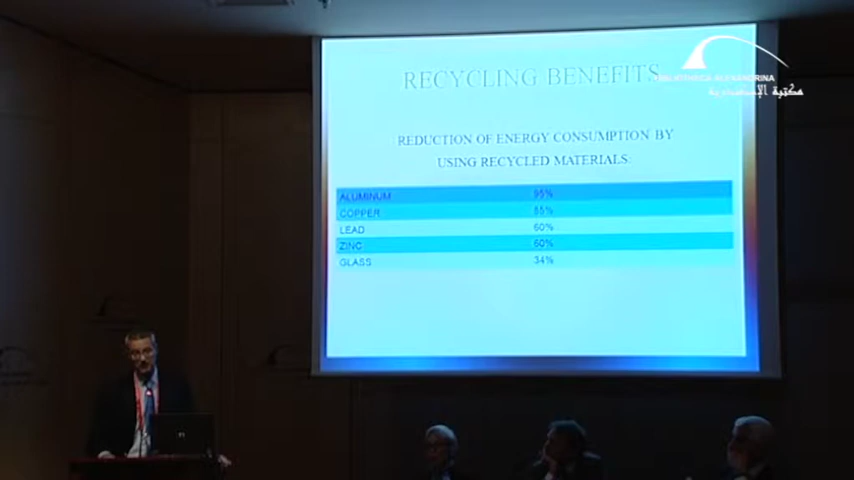 RECYCLING BENEFITS
BIBLIOTHECA ALEXANDRINA
مكتبة الإسكندرية
REDUCTION OF ENERGY CONSUMPTION BY
USING RECYCLED MATERIALS:
ALUMINUM 95%
COPPER 85%
LEAD 60%
ZINC 60%
GLASS 34%